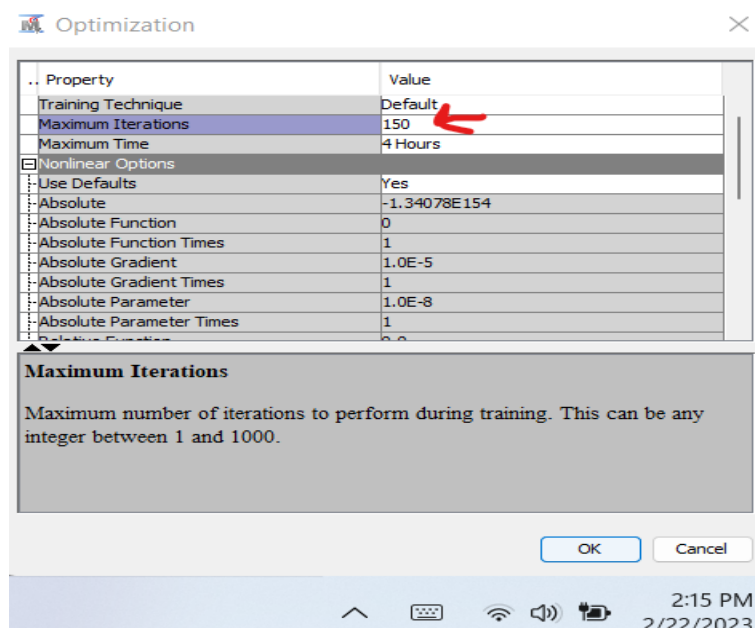 Optimization
.. Property Value
Training Technique Default
Maximum Iterations 150
Maximum Time 4 Hours
Nonlinear Options
Use Defaults Yes
Absolute -1.34078E154
Absolute Function 0
Absolute Function Times 1
Absolute Gradient 1.0E-5
Absolute Gradient Times 1
Absolute Parameter 1.0E-8
Absolute Parameter Times 1
Maximum Iterations
Maximum number of iterations to perform during training. This can be any
integer between 1 and 1000.
OK Cancel
2:15 PM
2/22/2023